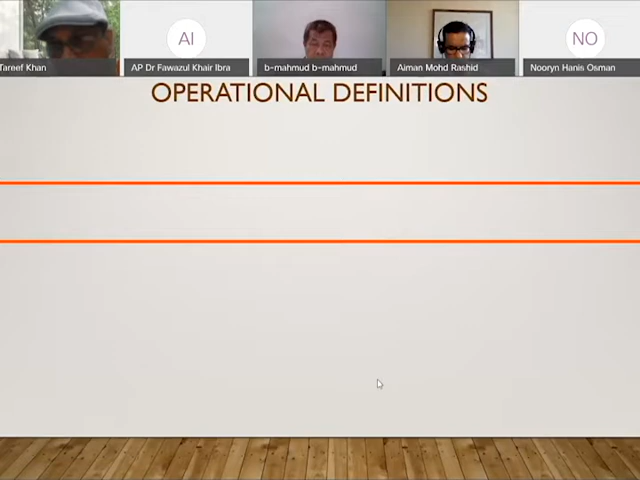 AI
NO
Tareef Khan
AP Dr Fawazul Khair Ibra
b-mahmud b-mahmud
Aiman Mohd Rashid
Nooryn Hanis Osman
OPERATIONAL DEFINITIONS